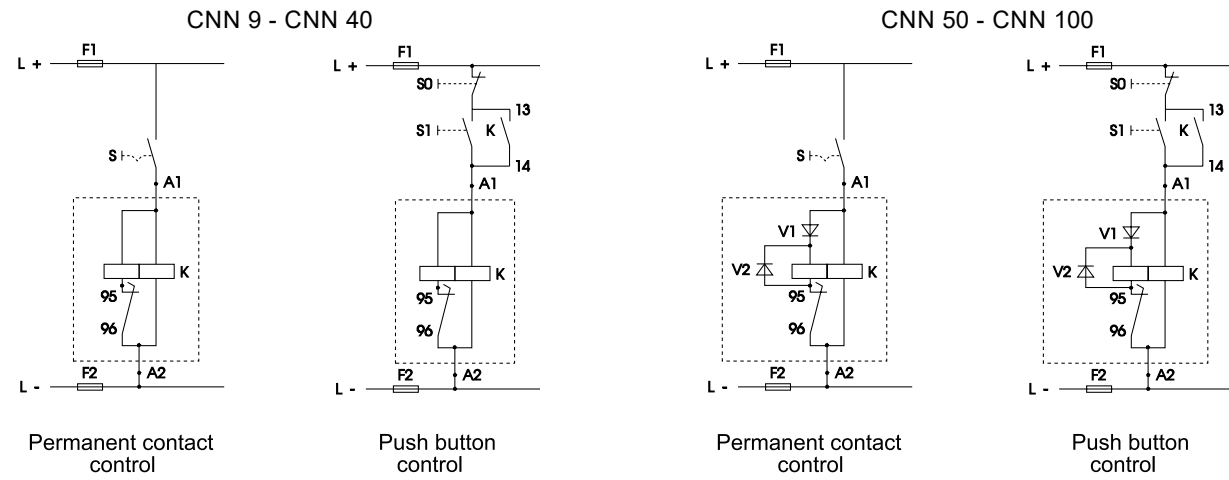 CNN 9 - CNN 40
CNN 50 - CNN 100
L +
F1
S
A1
K
95
96
F2
A2
L -
Permanent contact
control
L +
F1
S0
13
S1
K
14
A1
K
95
96
F2
A2
L -
Push button
control
L +
F1
S
A1
V1
V2
K
95
96
F2
A2
L -
Permanent contact
control
L +
F1
S0
13
S1
K
14
A1
V1
V2
K
95
96
F2
A2
L -
Push button
control